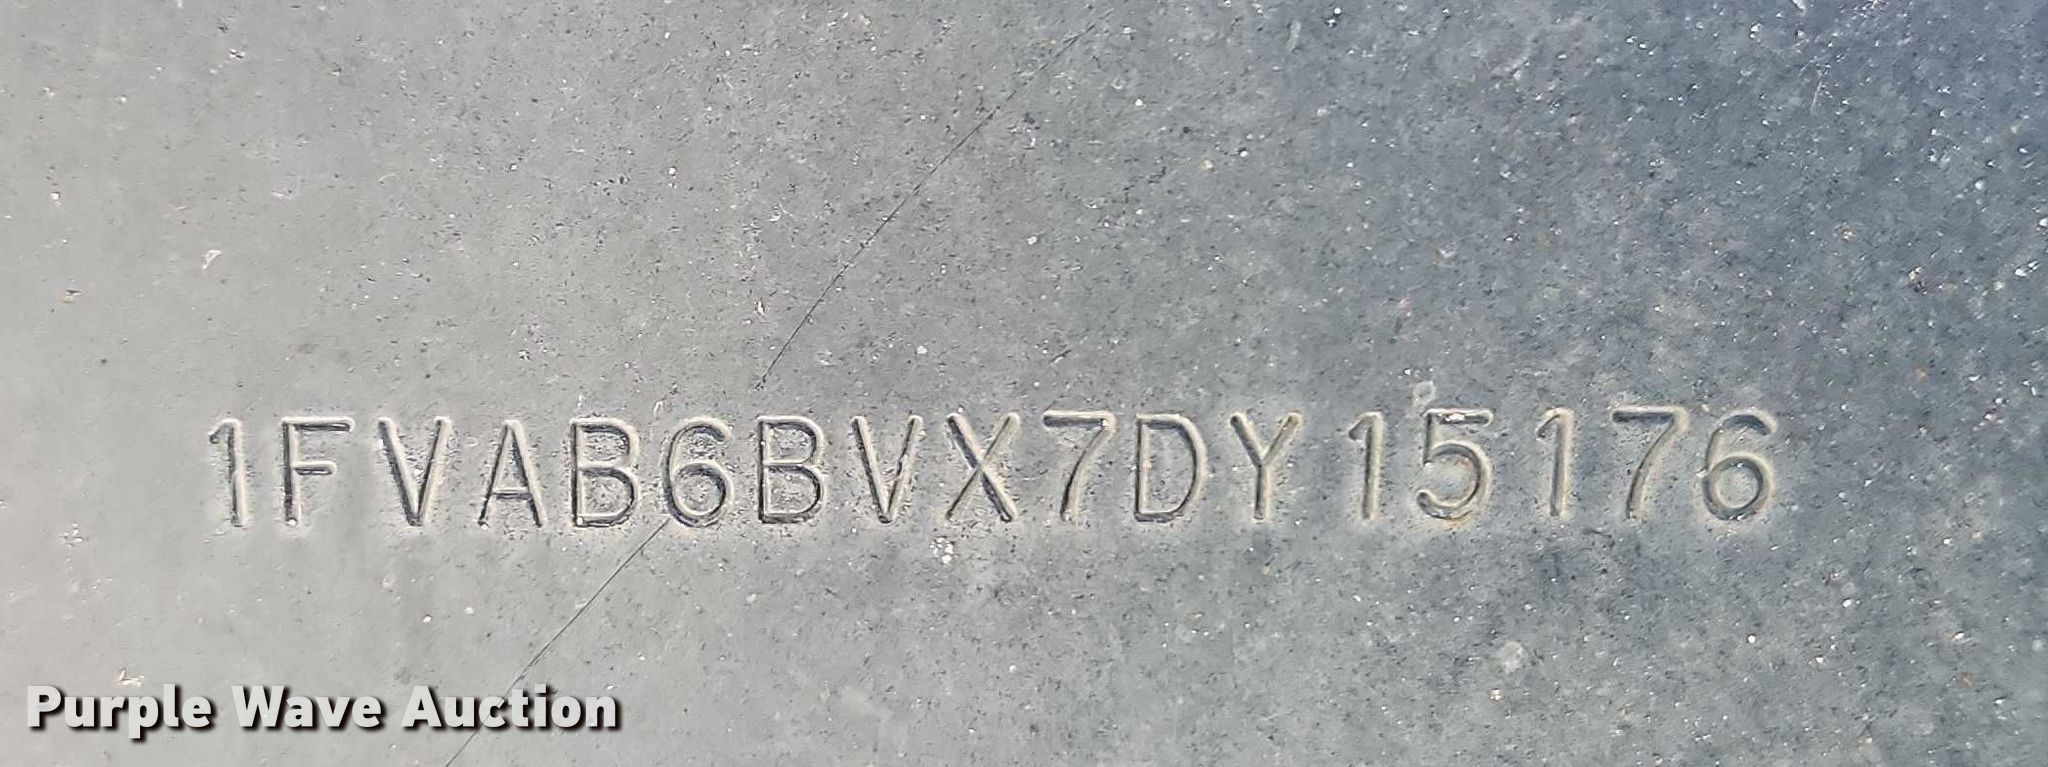 1FVAB6BVX7DY15176
Purple Wave Auction